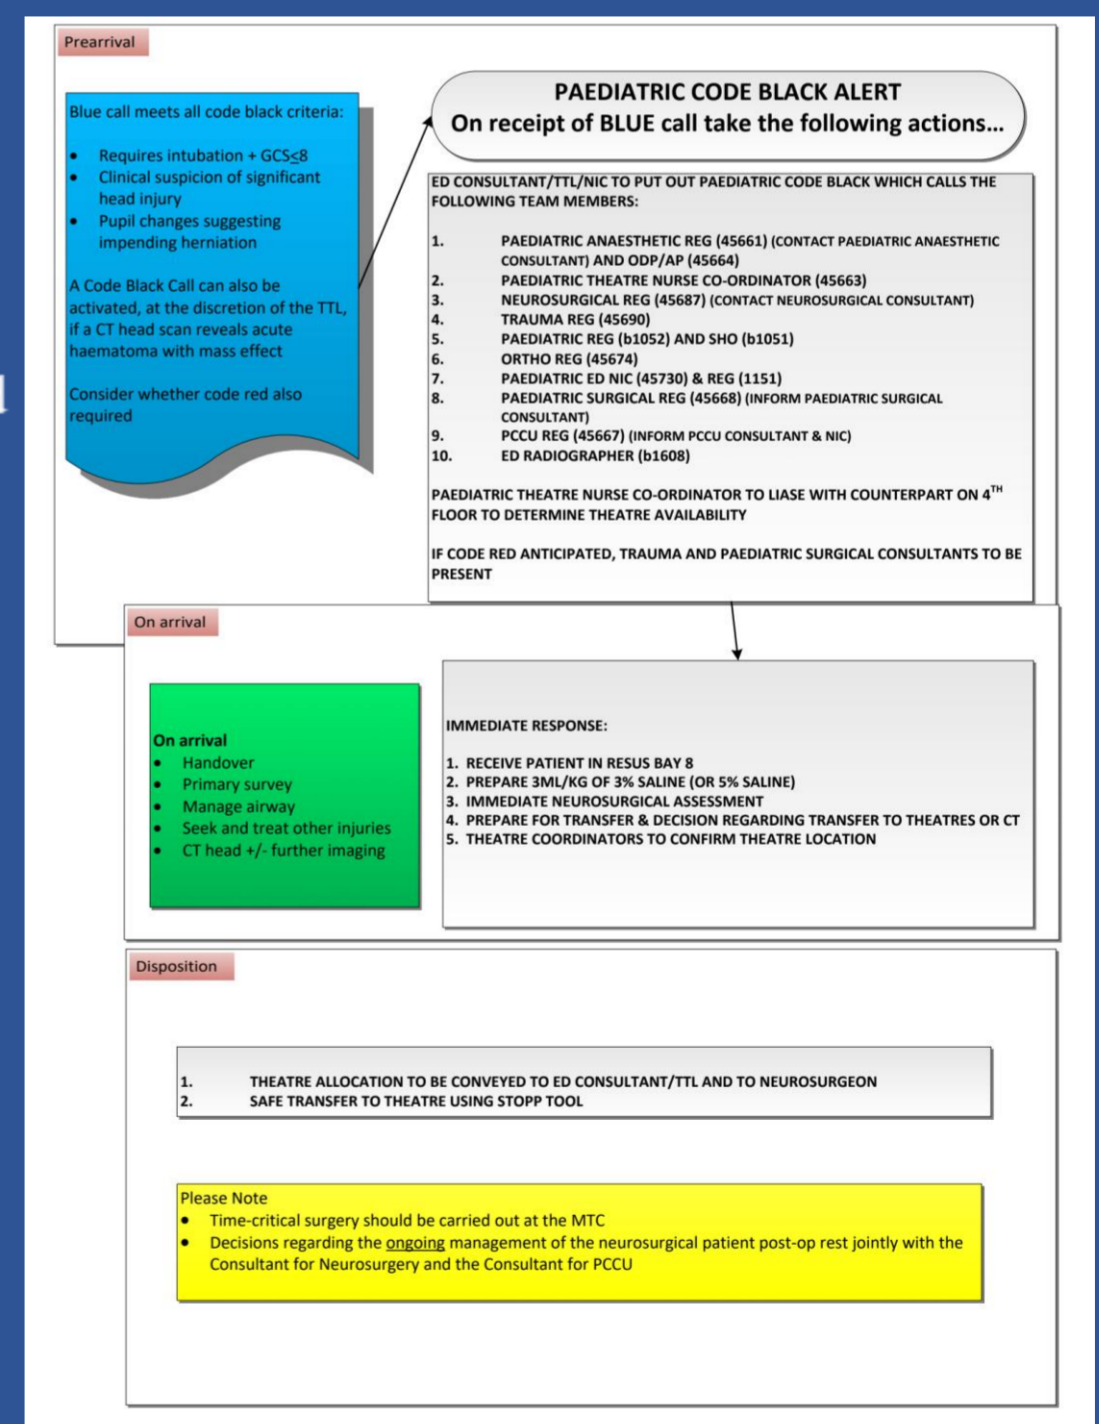 Prearrival
Blue call meets all code black criteria:
• Requires intubation + GCS≤8
• Clinical suspicion of significant
head injury
• Pupil changes suggesting
impending herniation
A Code Black Call can also be
activated, at the discretion of the TTL,
if a CT head scan reveals acute
haematoma with mass effect
Consider whether code red also
required
PAEDIATRIC CODE BLACK ALERT
On receipt of BLUE call take the following actions...
ED CONSULTANT/TTL/NIC TO PUT OUT PAEDIATRIC CODE BLACK WHICH CALLS THE
FOLLOWING TEAM MEMBERS:
1. PAEDIATRIC ANAESTHETIC REG (45661) (CONTACT PAEDIATRIC ANAESTHETIC
CONSULTANT) AND ODP/AP (45664)
2. PAEDIATRIC THEATRE NURSE CO-ORDINATOR (45663)
3. NEUROSURGICAL REG (45687) (CONTACT NEUROSURGICAL CONSULTANT)
4. TRAUMA REG (45690)
5. PAEDIATRIC REG (b1052) AND SHO (b1051)
6. ORTHO REG (45674)
7. PAEDIATRIC ED NIC (45730) & REG (1151)
8. PAEDIATRIC SURGICAL REG (45668) (INFORM PAEDIATRIC SURGICAL
CONSULTANT)
9. PCCU REG (45667) (INFORM PCCU CONSULTANT & NIC)
10. ED RADIOGRAPHER (b1608)
PAEDIATRIC THEATRE NURSE CO-ORDINATOR TO LIASE WITH COUNTERPART ON 4TH
FLOOR TO DETERMINE THEATRE AVAILABILITY
IF CODE RED ANTICIPATED, TRAUMA AND PAEDIATRIC SURGICAL CONSULTANTS TO BE
PRESENT
On arrival
On arrival
• Handover
• Primary survey
• Manage airway
• Seek and treat other injuries
• CT head +/- further imaging
IMMEDIATE RESPONSE:
1. RECEIVE PATIENT IN RESUS BAY 8
2. PREPARE 3ML/KG OF 3% SALINE (OR 5% SALINE)
3. IMMEDIATE NEUROSURGICAL ASSESSMENT
4. PREPARE FOR TRANSFER & DECISION REGARDING TRANSFER TO THEATRES OR CT
5. THEATRE COORDINATORS TO CONFIRM THEATRE LOCATION
Disposition
1. THEATRE ALLOCATION TO BE CONVEYED TO ED CONSULTANT/TTL AND TO NEUROSURGEON
2. SAFE TRANSFER TO THEATRE USING STOPP TOOL
Please Note
• Time-critical surgery should be carried out at the MTC
• Decisions regarding the ongoing management of the neurosurgical patient post-op rest jointly with the
Consultant for Neurosurgery and the Consultant for PCCU